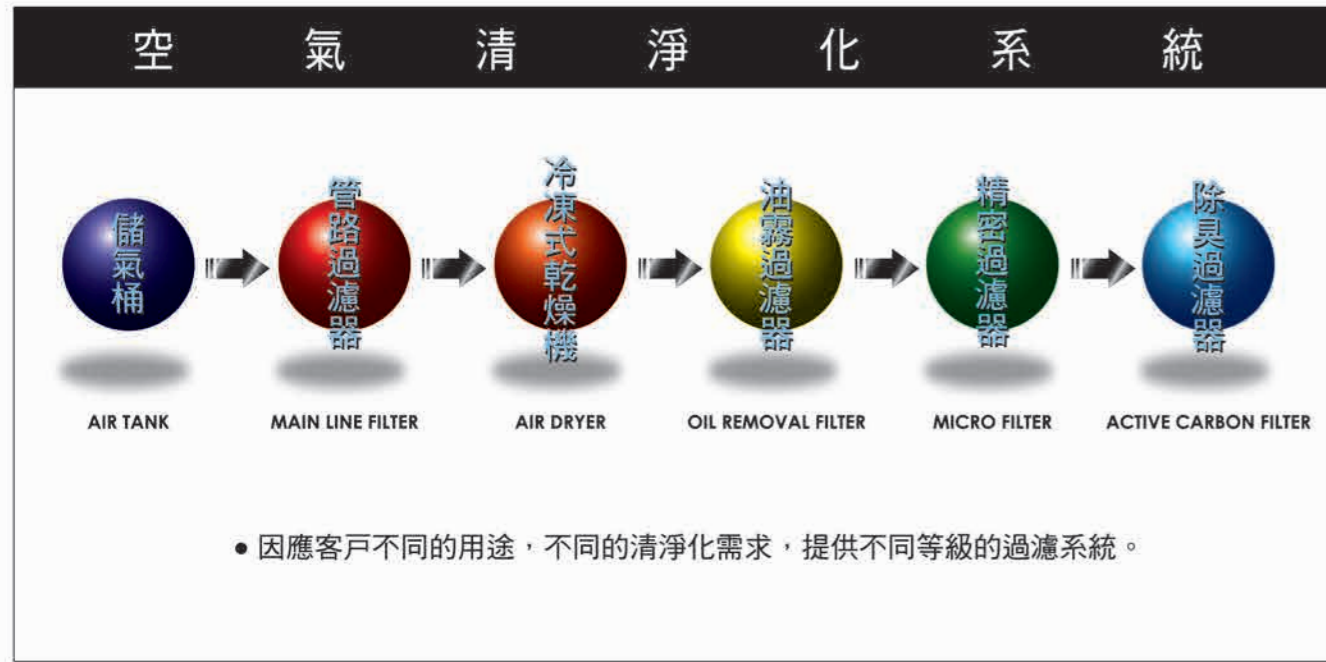 空氣清淨化系統
儲氣桶
管路過濾器
冷凍式乾燥機
油霧過濾器
精密過濾器
除臭過濾器
AIR TANK
MAIN LINE FILTER
AIR DRYER
OIL REMOVAL FILTER
MICRO FILTER
ACTIVE CARBON FILTER
● 因應客戶不同的用途，不同的清淨化需求，提供不同等級的過濾系統。